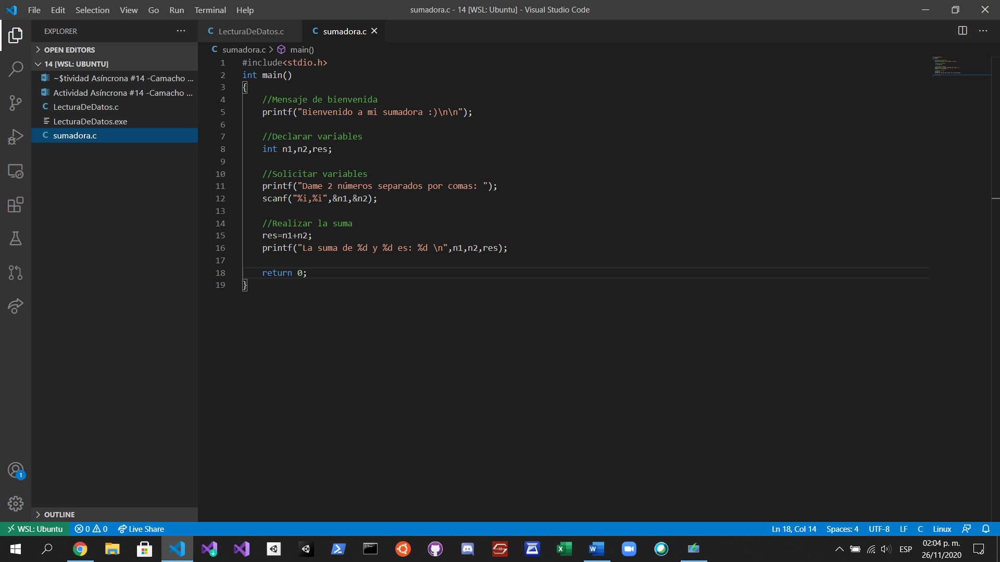 File Edit Selection View Go Run Terminal Help
sumadora.c - 14 [WSL: Ubuntu] - Visual Studio Code
EXPLORER
LecturaDeDatos.c
sumadora.c
OPEN EDITORS
14 [WSL: UBUNTU]
~$tividad Asíncrona #14 -Camacho ...
Actividad Asíncrona #14 -Camacho ...
LecturaDeDatos.c
LecturaDeDatos.exe
sumadora.c
sumadora.c > main()
1 #include<stdio.h>
2 int main()
3 {
4 //Mensaje de bienvenida
5 printf("Bienvenido a mi sumadora :)\n\n");
6
7 //Declarar variables
8 int n1,n2,res;
9
10 //Solicitar variables
11 printf("Dame 2 números separados por comas: ");
12 scanf("%i,%i",&n1,&n2);
13
14 //Realizar la suma
15 res=n1+n2;
16 printf("La suma de %d y %d es: %d \n",n1,n2,res);
17
18 return 0;
19 }
1
OUTLINE
WSL: Ubuntu 0 0 Live Share
Ln 18, Col 14 Spaces: 4 UTF-8 LF C Linux
ESP
02:04 p. m.
26/11/2020